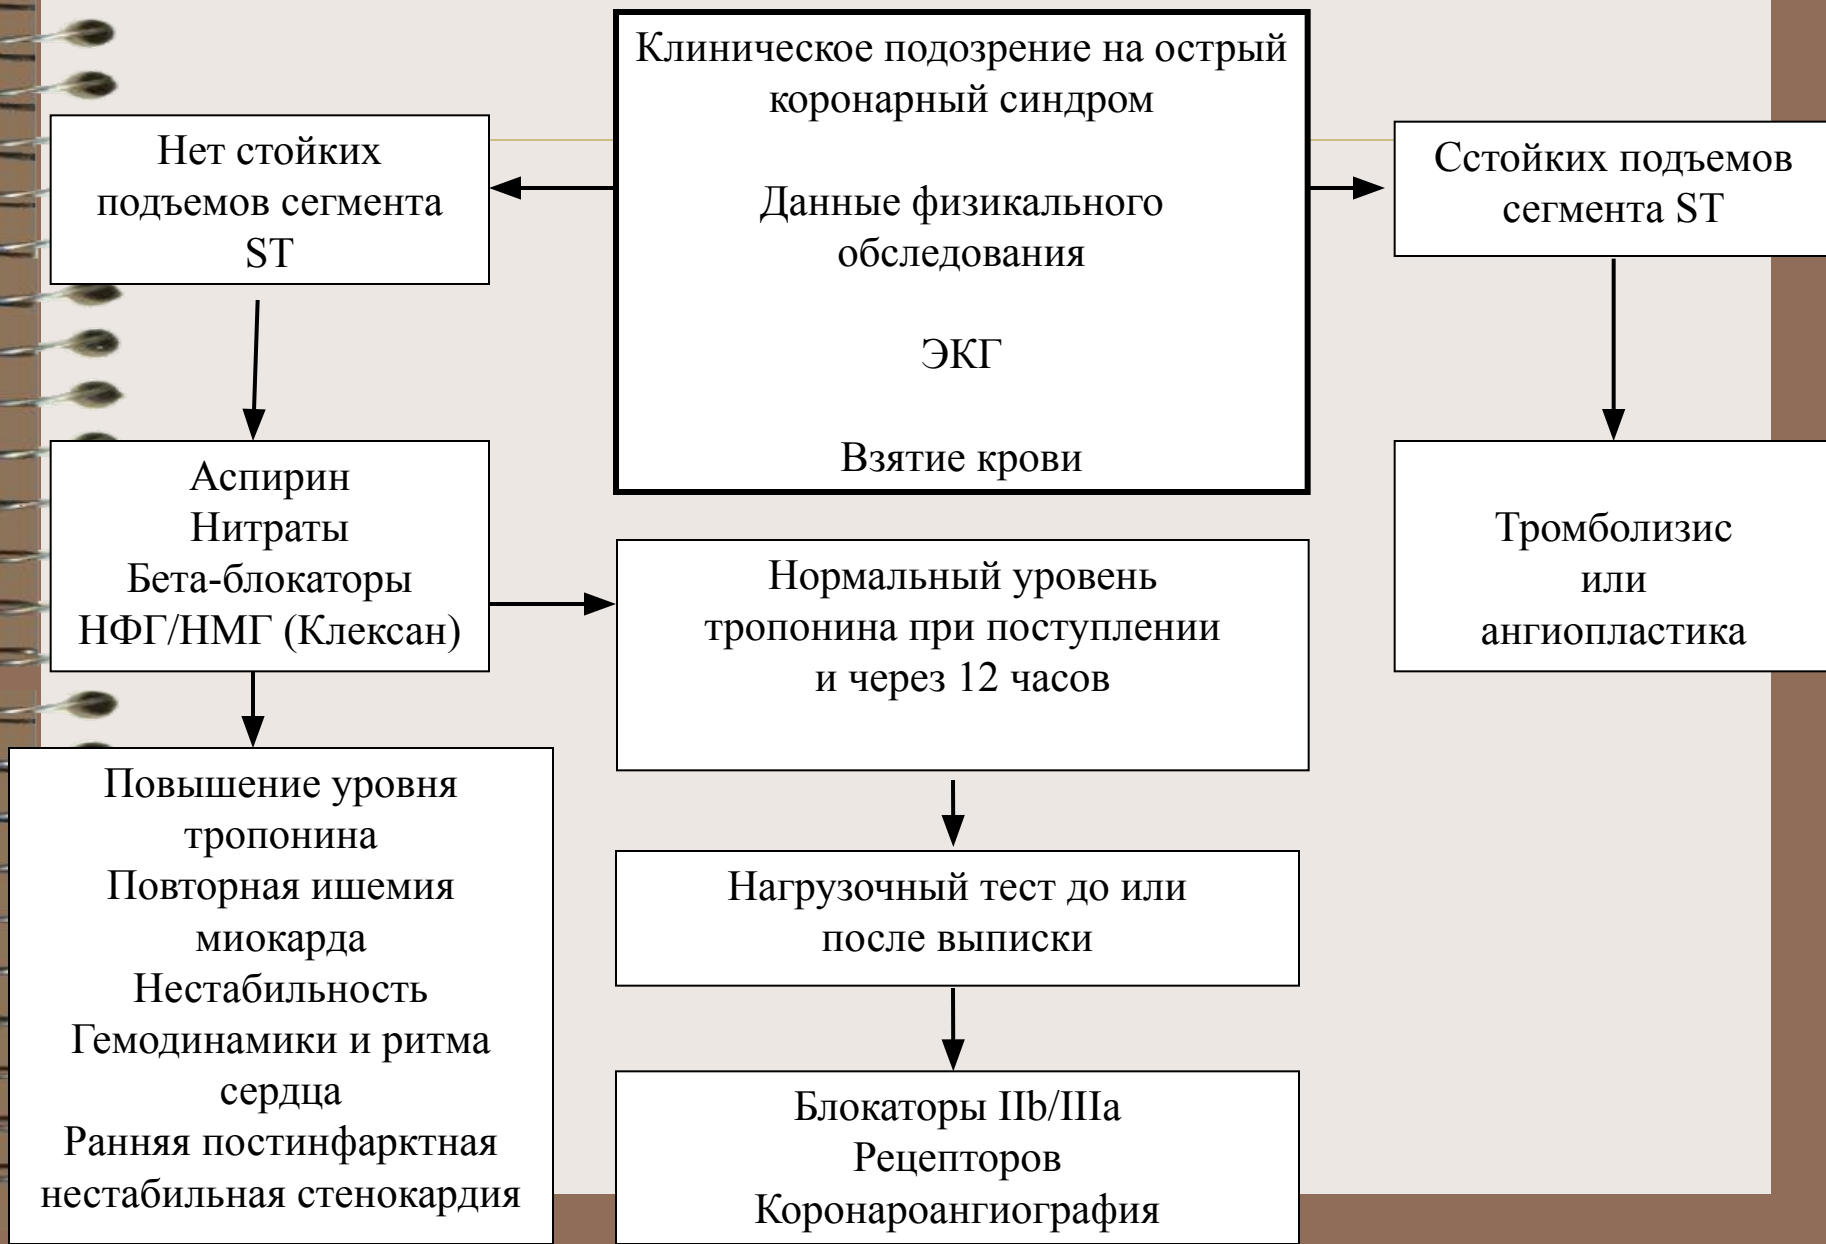 Клиническое подозрение на острый
коронарный синдром
Данные физикального
обследования
ЭКГ
Взятие крови
Нет стойких
подъемов сегмента
ST
Сстойких подъемов
сегмента ST
Аспирин
Нитраты
Бета-блокаторы
НФГ/НМГ (Клексан)
Нормальный уровень
тропонина при поступлении
и через 12 часов
Тромболизис
или
ангиопластика
Повышение уровня
тропонина
Повторная ишемия
миокарда
Нестабильность
Гемодинамики и ритма
сердца
Ранняя постинфарктная
нестабильная стенокардия
Нагрузочный тест до или
после выписки
Блокаторы IIb/IIIa
Рецепторов
Коронароангиография